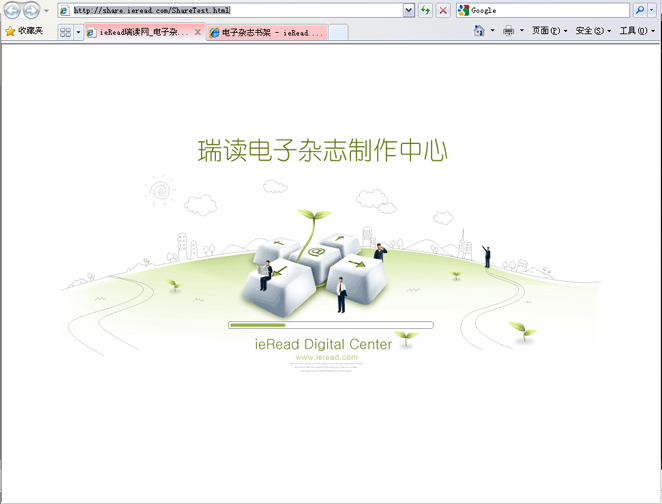 http://share.ieread.com/ShareTest.html
Google
收藏夹
ieRead瑞读网_电子杂...
电子杂志书架 - ieRead....
页面(P)
安全(S)
工具(O)
瑞读电子杂志制作中心
@
ieRead Digital Center
www.ieread.com